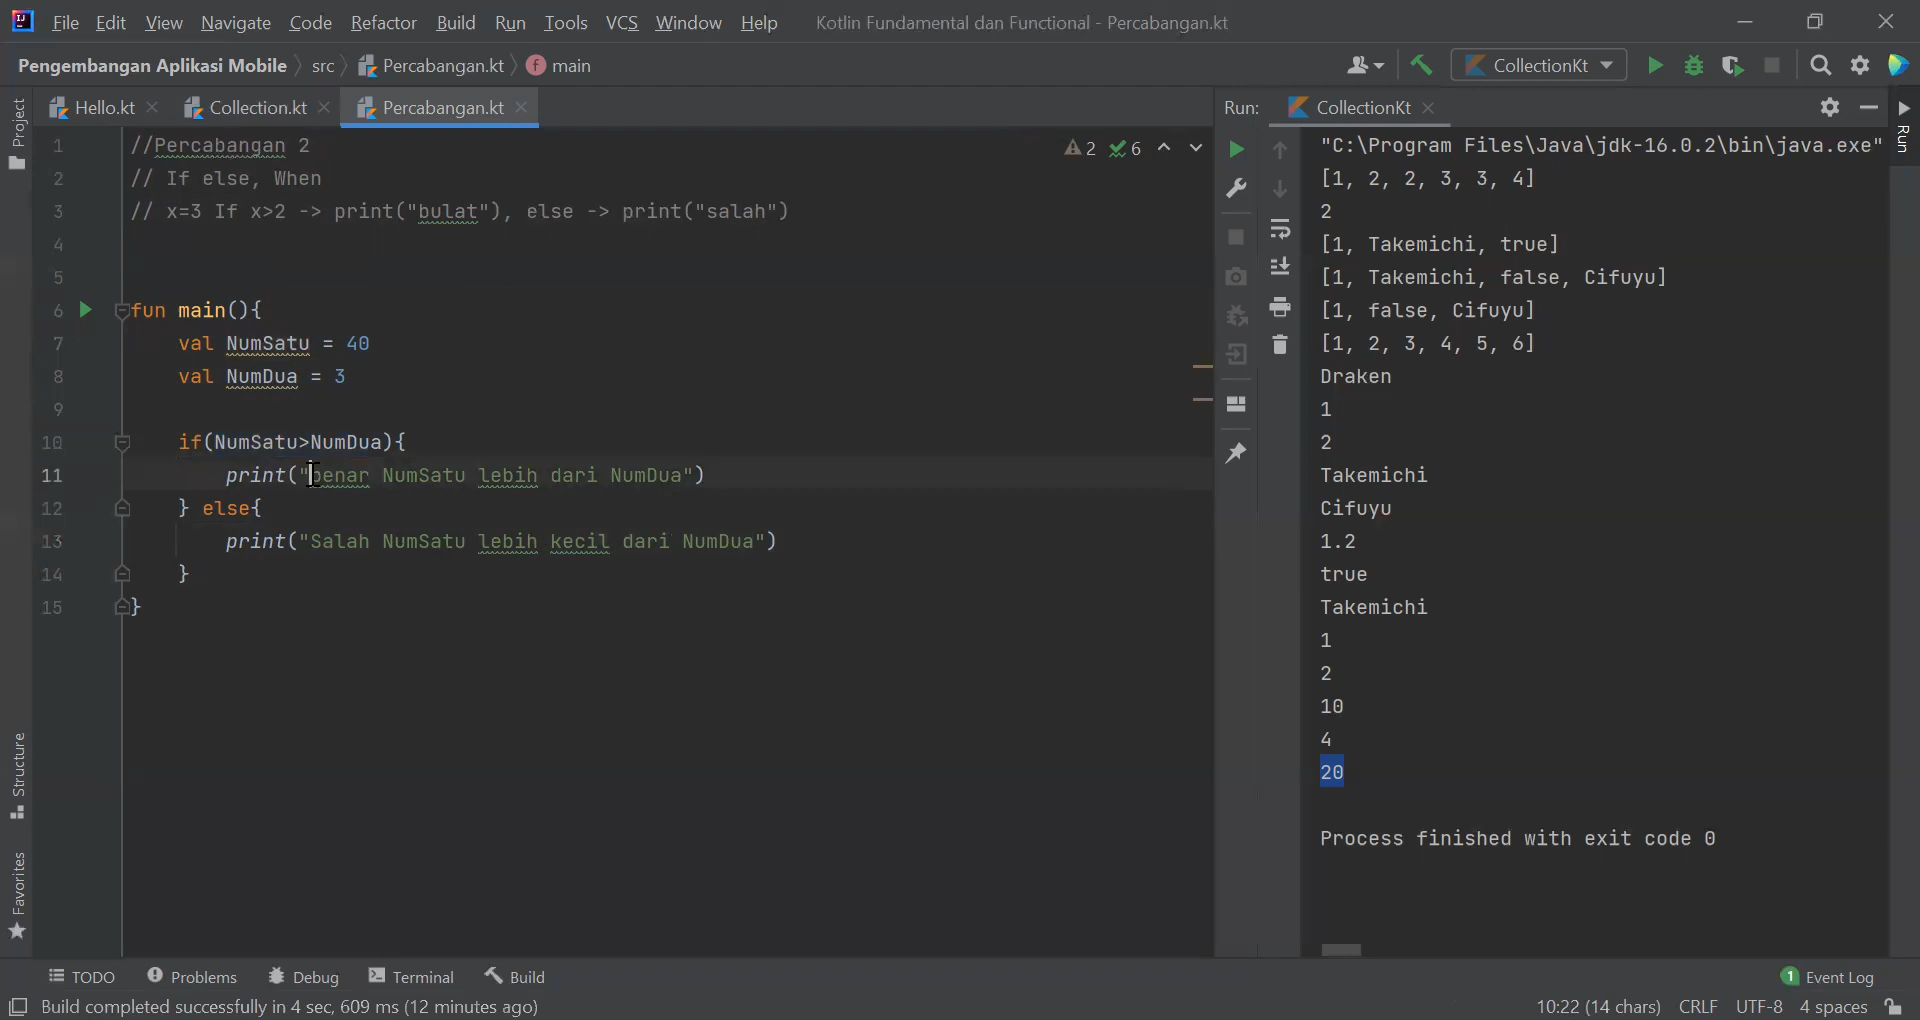 File Edit View Navigate Code Refactor Build Run Tools VCS Window Help Kotlin Fundamental dan Functional - Percabangan.kt
Pengembangan Aplikasi Mobile src Percabangan.kt main
CollectionKt
Project
Hello.kt
Collection.kt
Percabangan.kt
1 //Percabangan 2
2 // If else, When
3 // x=3 If x>2 -> print("bulat"), else -> print("salah")
4
5
6 fun main(){
7 val NumSatu = 40
8 val NumDua = 3
9
10 if(NumSatu>NumDua){
11 print("benar NumSatu lebih dari NumDua")
12 } else{
13 print("Salah NumSatu lebih kecil dari NumDua")
14 }
15 }
2 6
Run: CollectionKt
Run
"C:\Program Files\Java\jdk-16.0.2\bin\java.exe"
[1, 2, 2, 3, 3, 4]
2
[1, Takemichi, true]
[1, Takemichi, false, Cifuyu]
[1, false, Cifuyu]
[1, 2, 3, 4, 5, 6]
Draken
1
2
Takemichi
Cifuyu
1.2
true
Takemichi
1
2
10
4
20
Process finished with exit code 0
Structure
Favorites
TODO Problems Debug Terminal Build
1 Event Log
Build completed successfully in 4 sec, 609 ms (12 minutes ago)
10:22 (14 chars) CRLF UTF-8 4 spaces